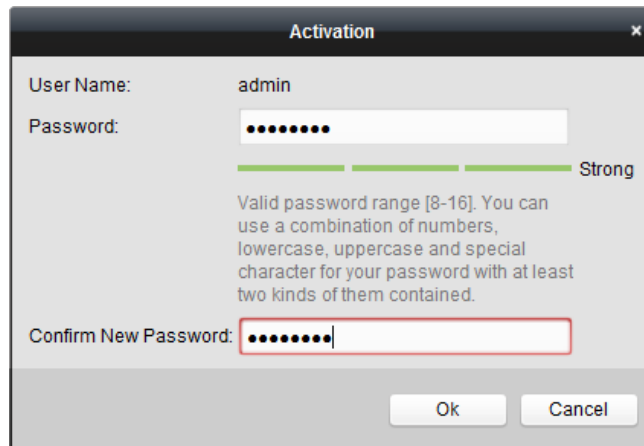 Activation
×
User Name: admin
Password: ●●●●●●●●
Strong
Valid password range [8-16]. You can
use a combination of numbers,
lowercase, uppercase and special
character for your password with at least
two kinds of them contained.
Confirm New Password: ●●●●●●●●
Ok Cancel